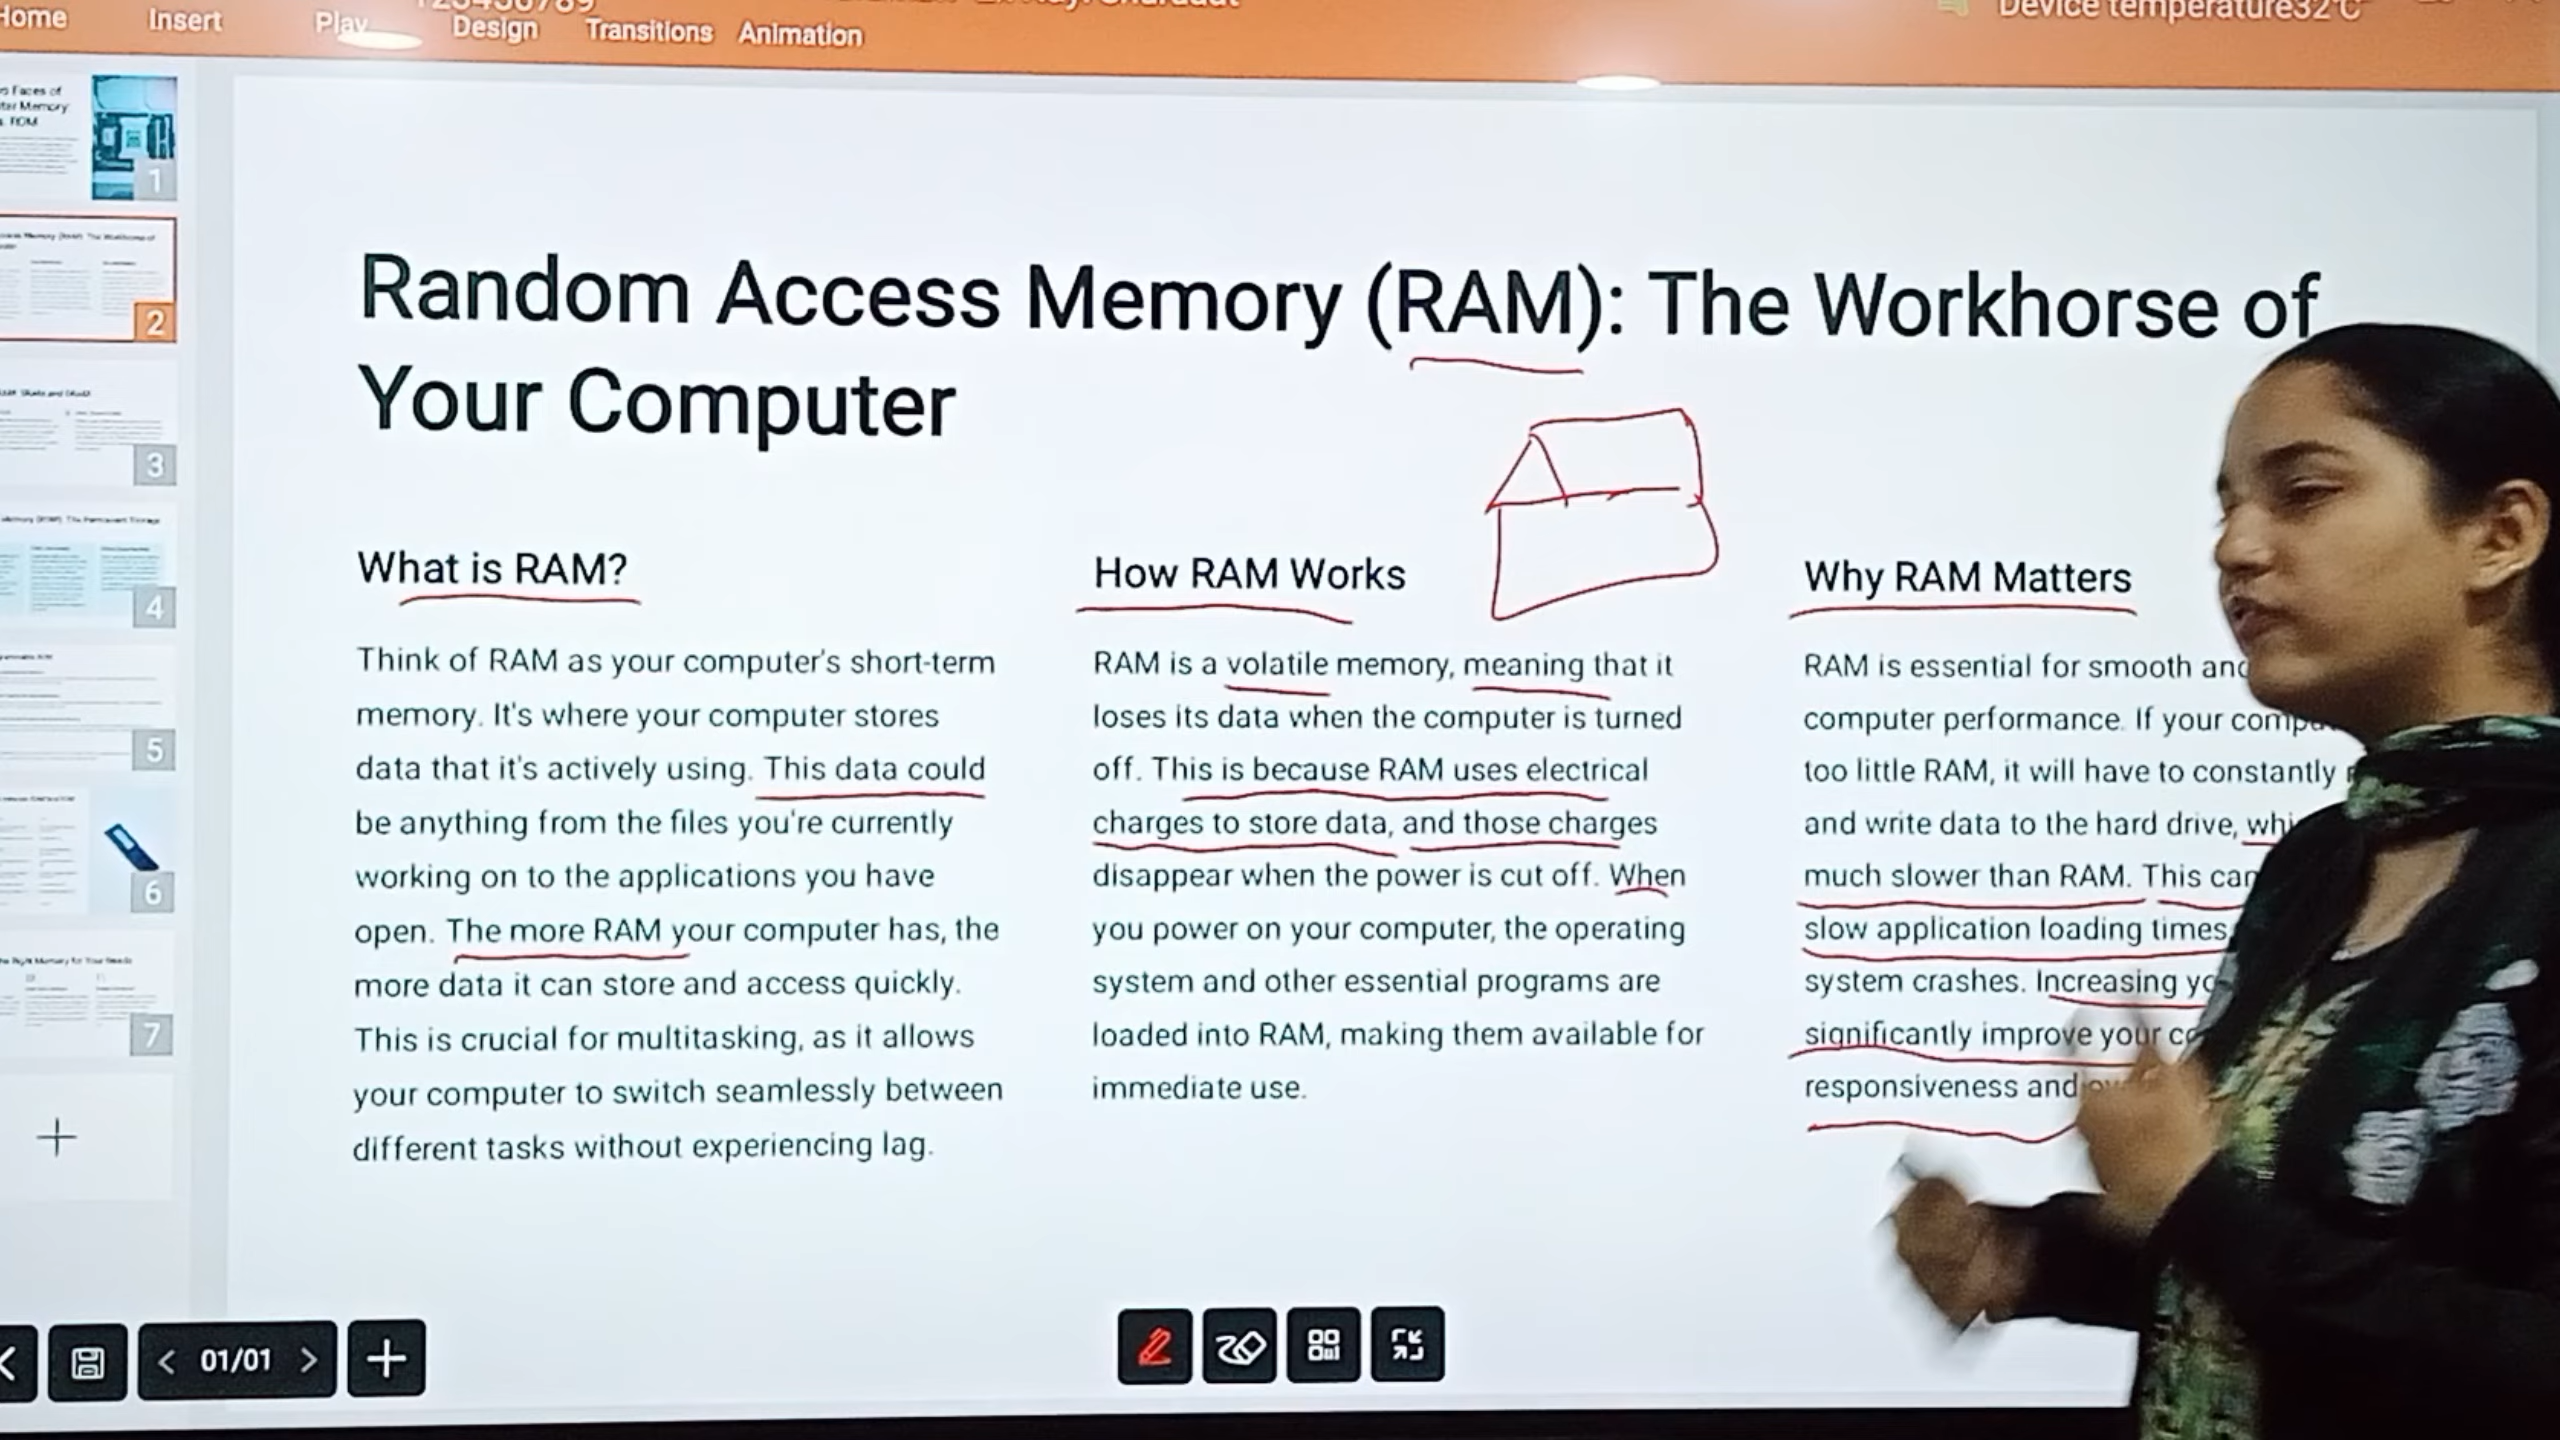 Home Insert Play Design Transitions Animation
Device temperature32℃
1
2
3
4
5
6
7
Random Access Memory (RAM): The Workhorse of
Your Computer
What is RAM?
Think of RAM as your computer's short-term
memory. It's where your computer stores
data that it's actively using. This data could
be anything from the files you're currently
working on to the applications you have
open. The more RAM your computer has, the
more data it can store and access quickly.
This is crucial for multitasking, as it allows
your computer to switch seamlessly between
different tasks without experiencing lag.
How RAM Works
RAM is a volatile memory, meaning that it
loses its data when the computer is turned
off. This is because RAM uses electrical
charges to store data, and those charges
disappear when the power is cut off. When
you power on your computer, the operating
system and other essential programs are
loaded into RAM, making them available for
immediate use.
Why RAM Matters
RAM is essential for smooth
computer performance. If your
too little RAM, it will have to constantly
and write data to the hard drive,
much slower than RAM. This
slow application loading times
system crashes. Increasing
significantly improve your
responsiveness and
01/01